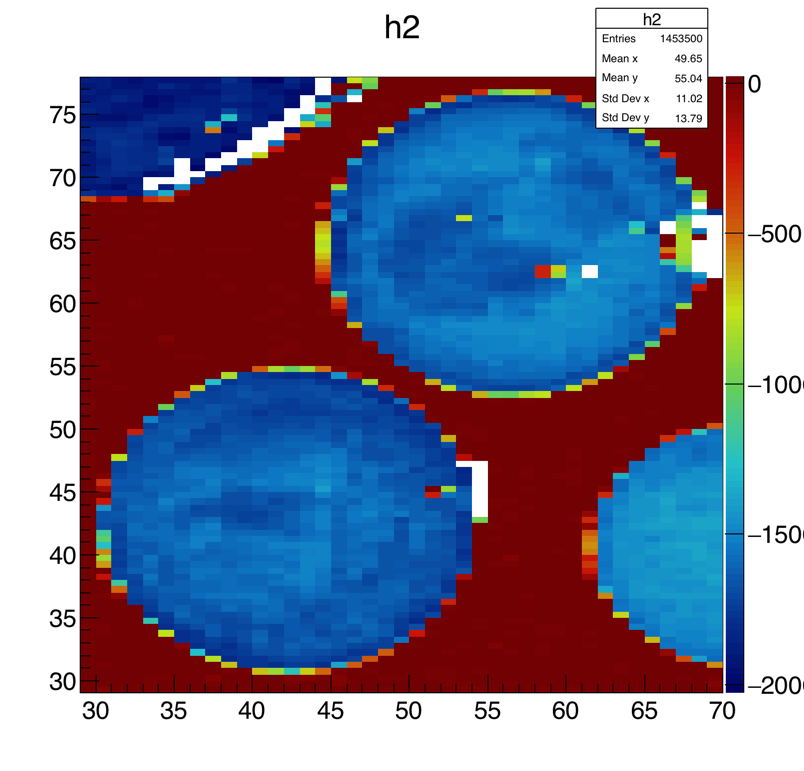 h2
h2
Entries 1453500
Mean x 49.65
Mean y 55.04
Std Dev x 11.02
Std Dev y 13.79
75
70
65
60
55
50
45
40
35
30
30 35 40 45 50 55 60 65 70
0
−500
−1000
−1500
−2000